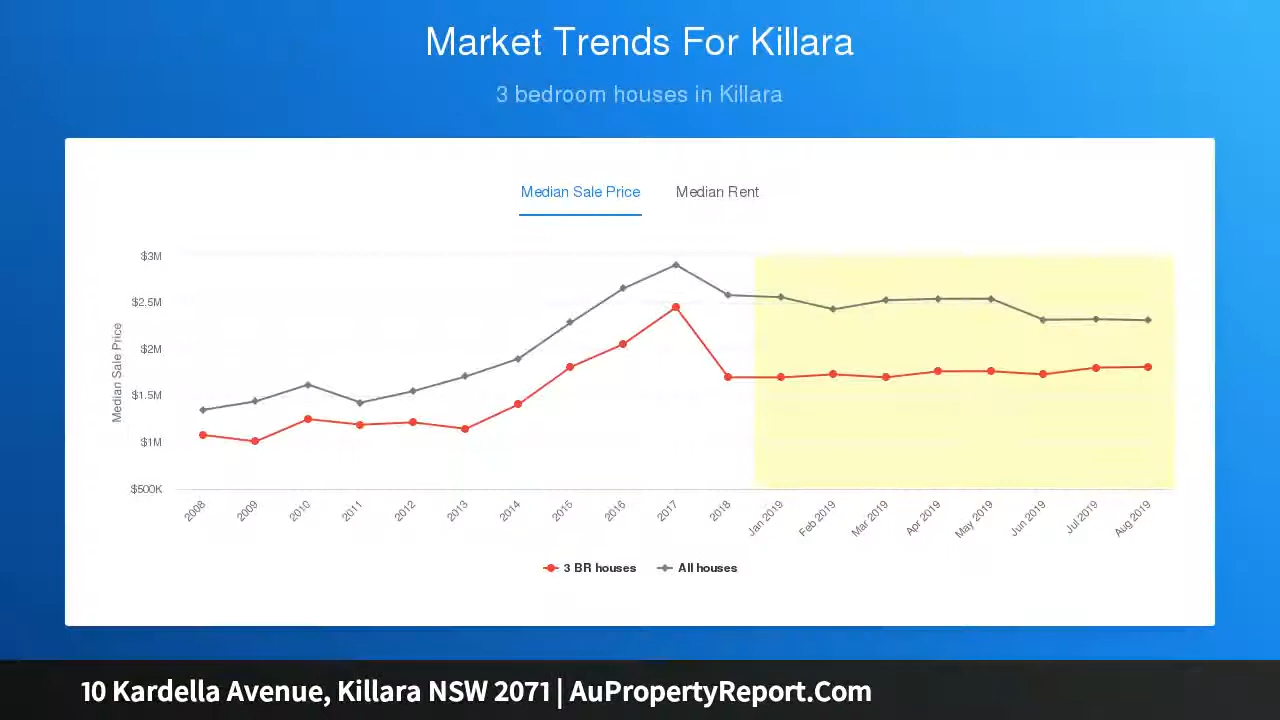 Market Trends For Killara
3 bedroom houses in Killara
Median Sale Price Median Rent
Median Sale Price
$3M
$2.5M
$2M
$1.5M
$1M
$500K
2008 2009 2010 2011 2012 2013 2014 2015 2016 2017 2018 Jan 2019 Feb 2019 Mar 2019 Apr 2019 May 2019 Jun 2019 Jul 2019 Aug 2019
3 BR houses All houses
10 Kardella Avenue, Killara NSW 2071 | AuPropertyReport.Com